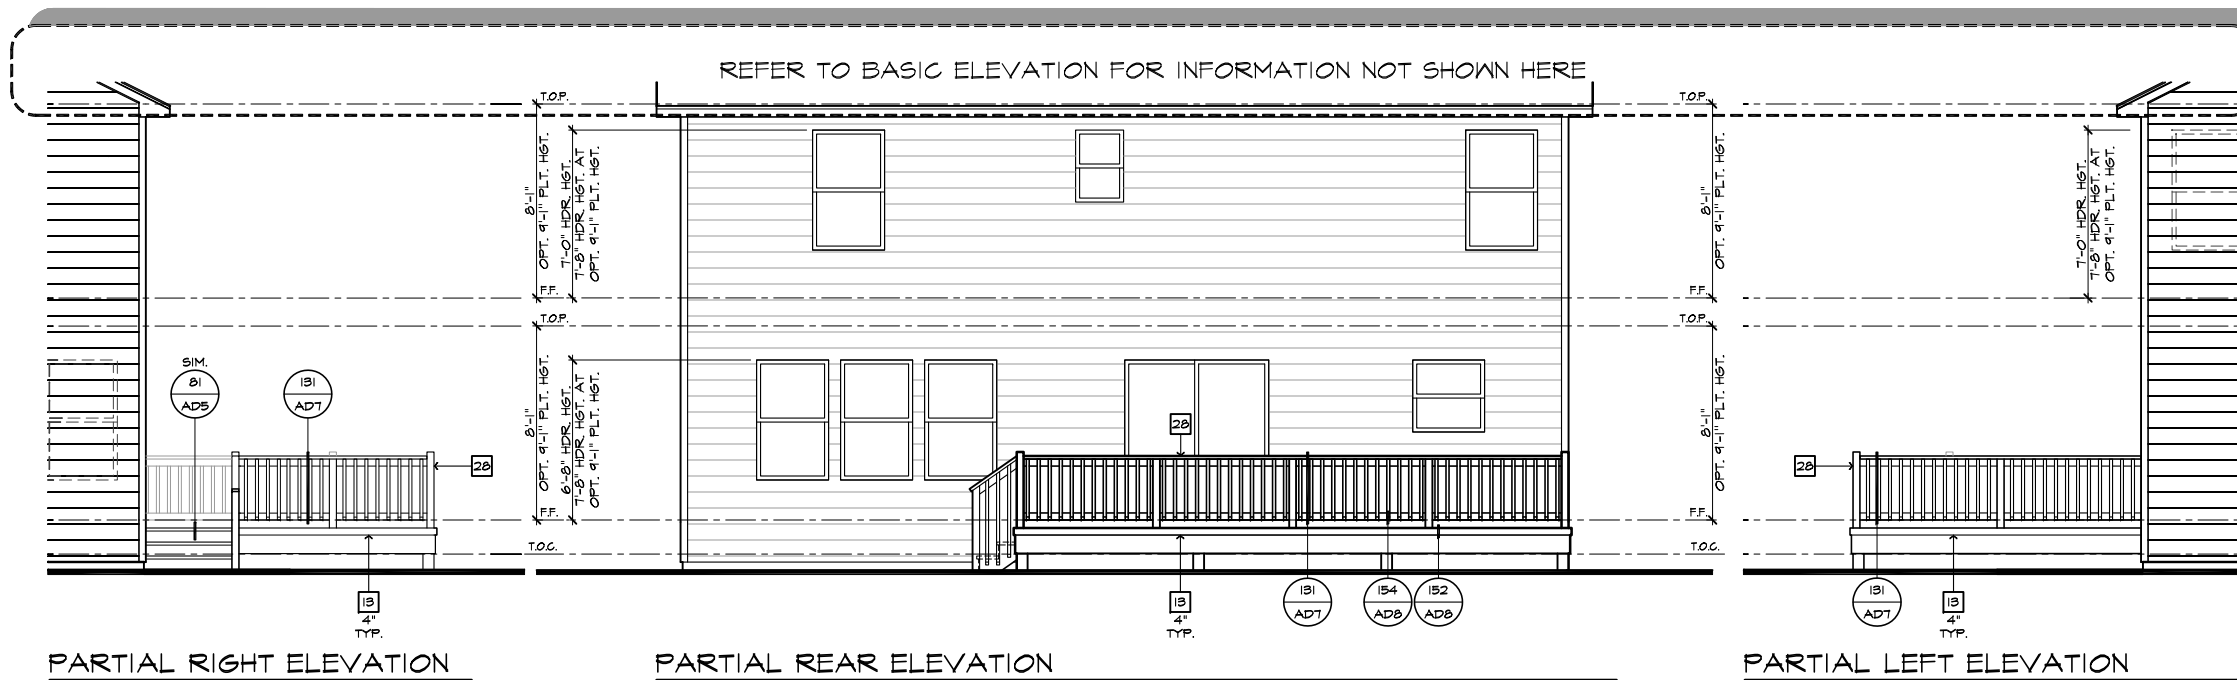 REFER TO BASIC ELEVATION FOR INFORMATION NOT SHOWN HERE
T.O.P.
8'-1"
OPT. 9'-1" PLT. HGT.
7'-0" HDR. HGT.
7'-8" HDR. HGT. AT
OPT. 9'-1" PLT. HGT.
F.F.
T.O.P.
8'-1"
OPT. 9'-1" PLT. HGT.
6'-8" HDR. HGT.
7'-8" HDR. HGT. AT
OPT. 9'-1" PLT. HGT.
F.F.
T.O.C.
SIM.
81
AD5
131
AD7
28
13
4"
TYP.
PARTIAL RIGHT ELEVATION
28
13
4"
TYP.
131
AD7
154
AD8
152
AD8
PARTIAL REAR ELEVATION
T.O.P.
8'-1"
OPT. 9'-1" PLT. HGT.
F.F.
T.O.P.
8'-1"
OPT. 9'-1" PLT. HGT.
F.F.
T.O.C.
7'-0" HDR. HGT.
7'-8" HDR. HGT. AT
OPT. 9'-1" PLT. HGT.
28
131
AD7
13
4"
TYP.
PARTIAL LEFT ELEVATION